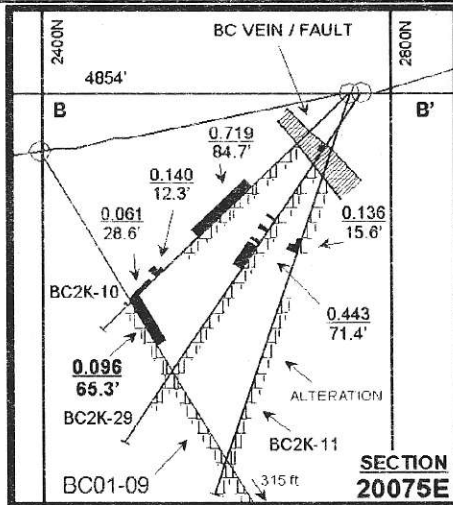 2400N
2800N
BC VEIN / FAULT
4854'
B
B'
0.719
84.7'
0.140
12.3'
0.061
28.6'
0.136
15.6'
BC2K-10
0.443
71.4'
0.096
65.3'
ALTERATION
BC2K-29
BC2K-11
BC01-09
315 ft
SECTION
20075E